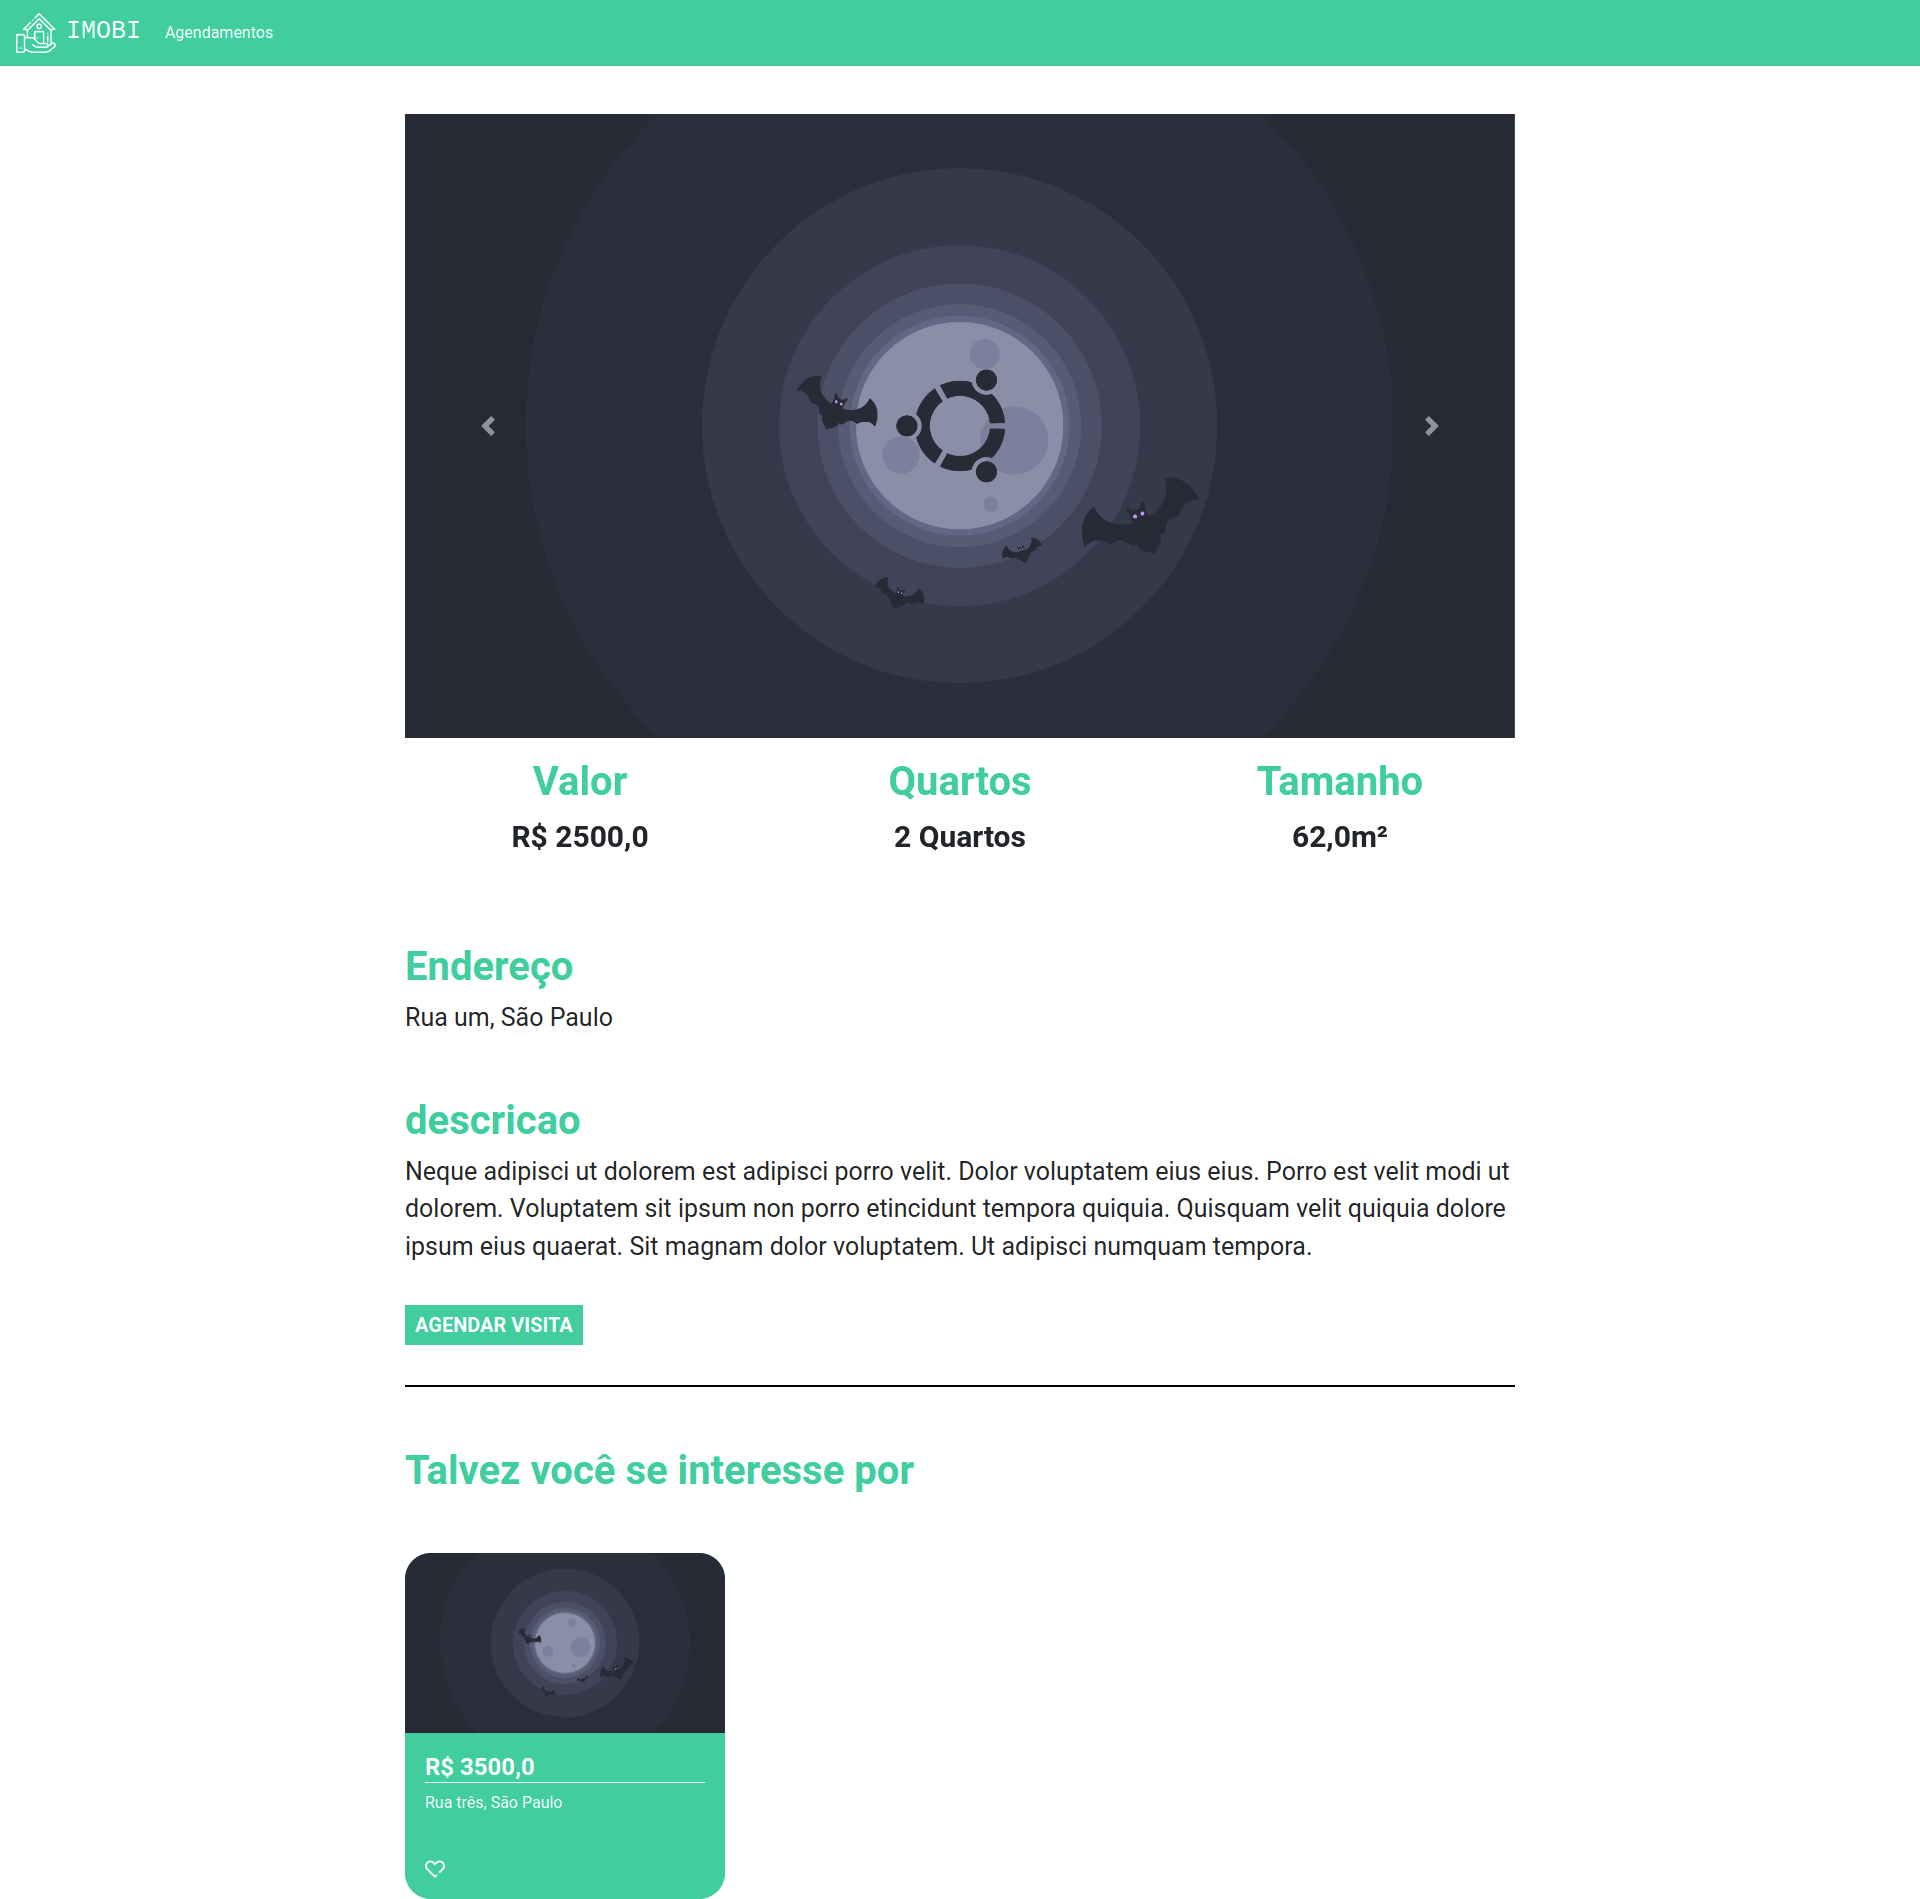 IMOBI Agendamentos
Valor Quartos Tamanho
R$ 2500,0 2 Quartos 62,0m²
Endereço
Rua um, São Paulo
descricao
Neque adipisci ut dolorem est adipisci porro velit. Dolor voluptatem eius eius. Porro est velit modi ut
dolorem. Voluptatem sit ipsum non porro etincidunt tempora quiquia. Quisquam velit quiquia dolore
ipsum eius quaerat. Sit magnam dolor voluptatem. Ut adipisci numquam tempora.
AGENDAR VISITA
Talvez você se interesse por
R$ 3500,0
Rua três, São Paulo